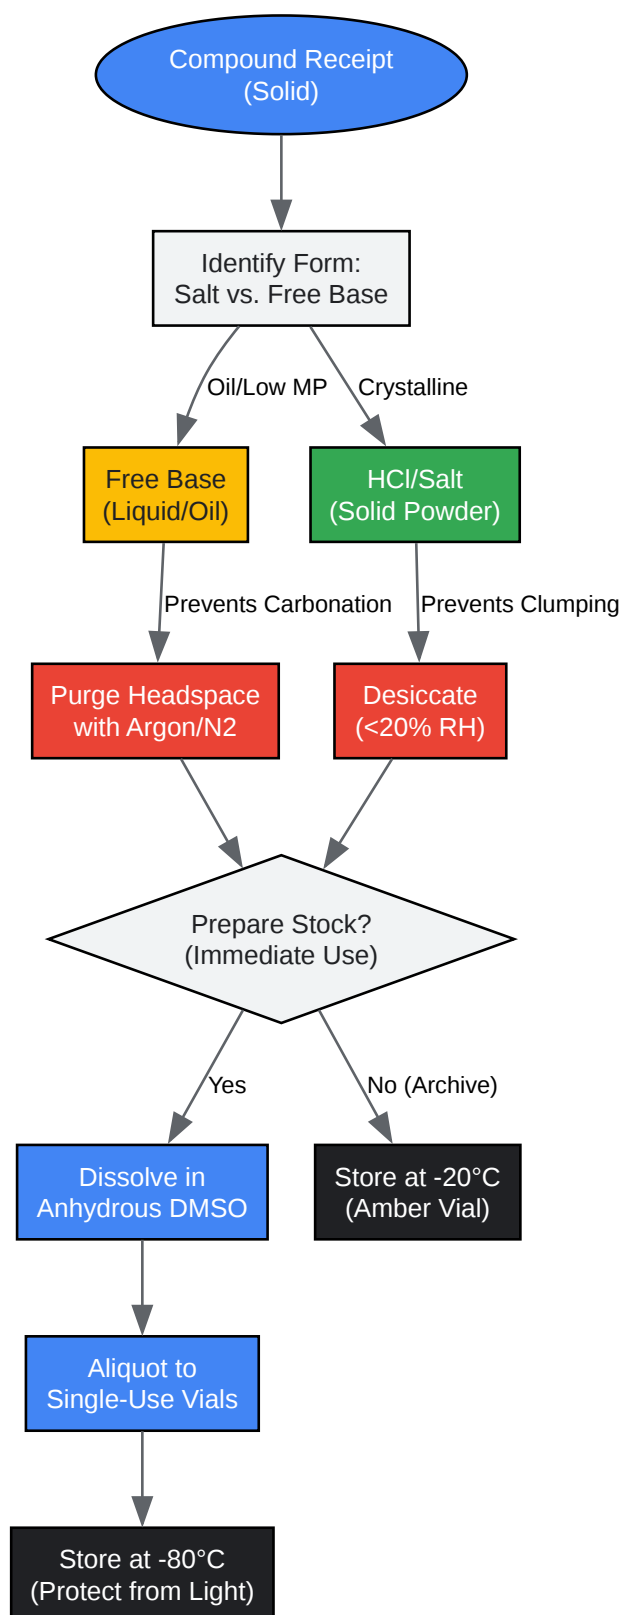 Compound Receipt
(Solid)
Identify Form:
Salt vs. Free Base
Oil/Low MP
Crystalline
Free Base
(Liquid/Oil)
HCl/Salt
(Solid Powder)
Prevents Carbonation
Prevents Clumping
Purge Headspace
with Argon/N2
Desiccate
(<20% RH)
Prepare Stock?
(Immediate Use)
Yes
No (Archive)
Dissolve in
Anhydrous DMSO
Store at -20°C
(Amber Vial)
Aliquot to
Single-Use Vials
Store at -80°C
(Protect from Light)